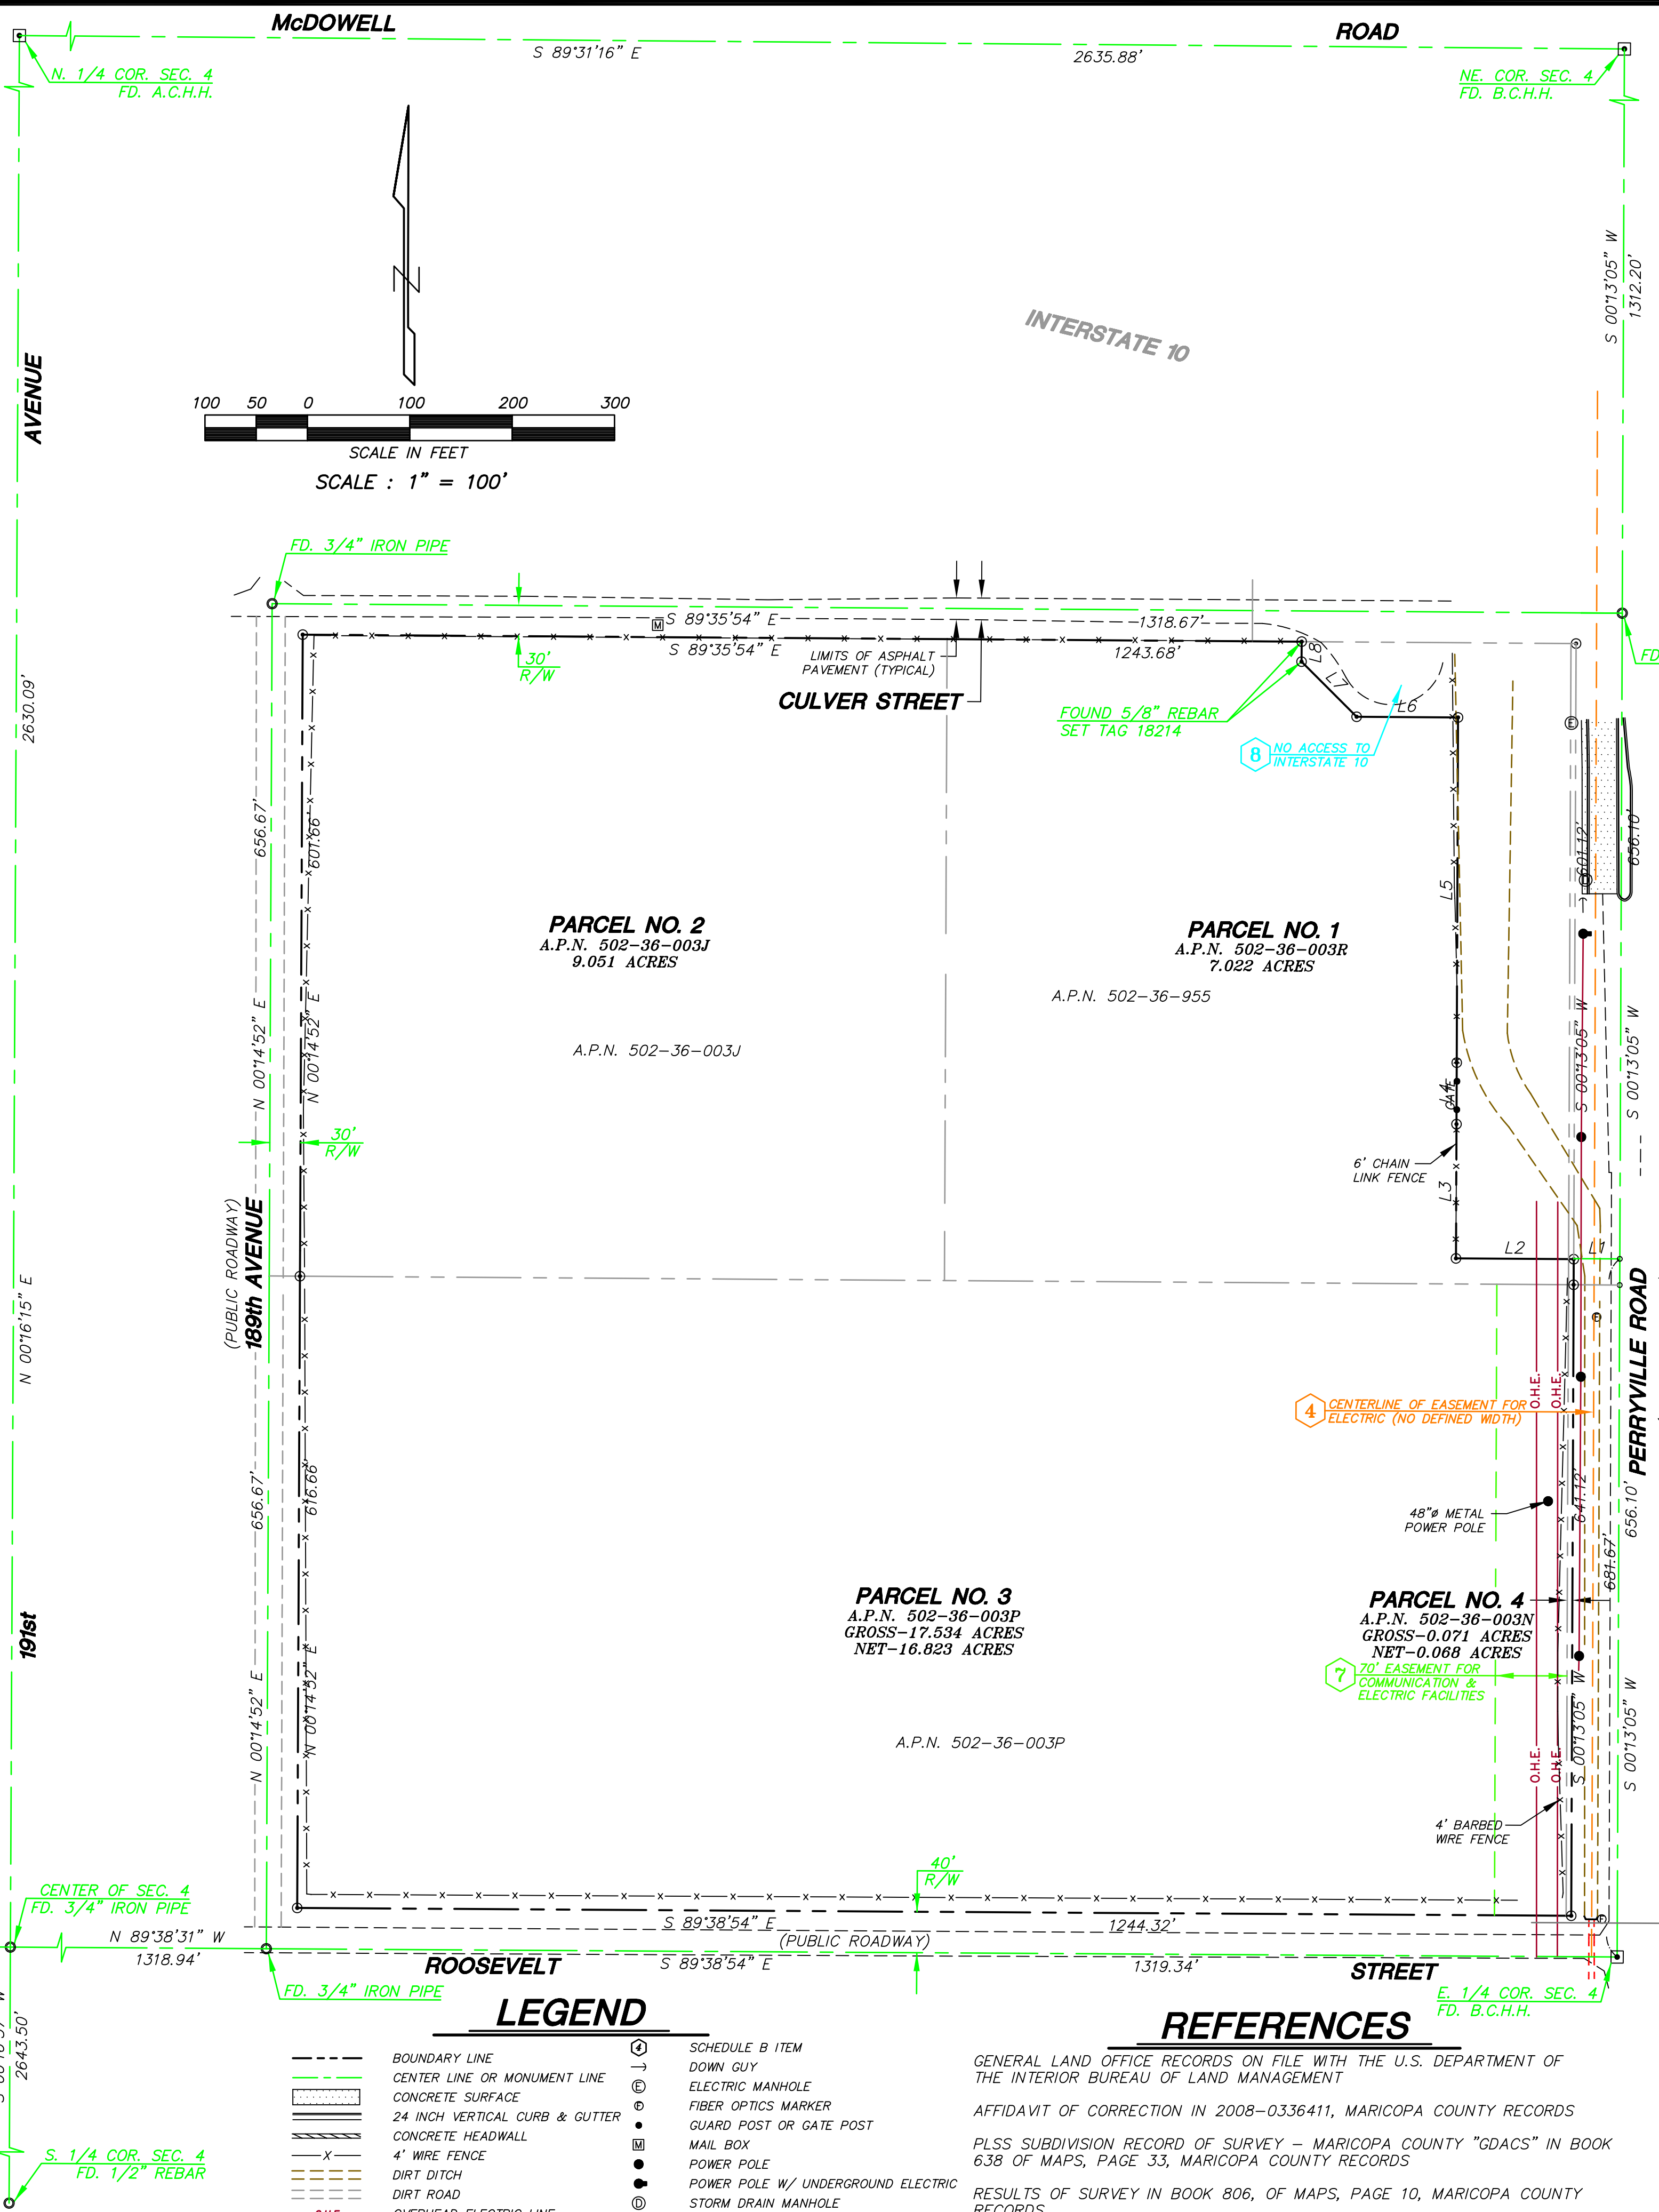 McDOWELL
ROAD
S 89°31'16" E
2635.88'
N. 1/4 COR. SEC. 4
FD. A.C.H.H.
NE. COR. SEC. 4
FD. B.C.H.H.
S 00°13'05" W
1312.20'
INTERSTATE 10
AVENUE
100 50 0 100 200 300
SCALE IN FEET
SCALE : 1" = 100'
N
FD. 3/4" IRON PIPE
S 89°35'54" E
1318.67'
M
S 89°35'54" E
1243.68'
30'
R/W
LIMITS OF ASPHALT
PAVEMENT (TYPICAL)
CULVER STREET
L8
L7
L6
FD
FOUND 5/8" REBAR
SET TAG 18214
8
NO ACCESS TO
INTERSTATE 10
E
2630.09'
656.67'
601.66'
601.12'
656.10'
L5
PARCEL NO. 2
A.P.N. 502-36-003J
9.051 ACRES
PARCEL NO. 1
A.P.N. 502-36-003R
7.022 ACRES
A.P.N. 502-36-955
A.P.N. 502-36-003J
N 00°14'52" E
N 00°14'52" E
S 00°13'05" W
S 00°13'05" W
L4
GATE
30'
R/W
6' CHAIN
LINK FENCE
L3
L2
L1
(PUBLIC ROADWAY)
189th AVENUE
N 00°16'15" E
PERRYVILLE ROAD
O.H.E.
O.H.E.
4
CENTERLINE OF EASEMENT FOR
ELECTRIC (NO DEFINED WIDTH)
656.67'
616.66'
48"ø METAL
POWER POLE
641.12'
656.10'
681.67'
191st
PARCEL NO. 3
A.P.N. 502-36-003P
GROSS-17.534 ACRES
NET-16.823 ACRES
PARCEL NO. 4
A.P.N. 502-36-003N
GROSS-0.071 ACRES
NET-0.068 ACRES
7
70' EASEMENT FOR
COMMUNICATION &
ELECTRIC FACILITIES
N 00°14'52" E
N 00°14'52" E
S 00°13'05" W
S 00°13'05" W
A.P.N. 502-36-003P
O.H.E.
O.H.E.
4' BARBED
WIRE FENCE
40'
R/W
CENTER OF SEC. 4
FD. 3/4" IRON PIPE
S 89°38'54" E
1244.32'
(PUBLIC ROADWAY)
N 89°38'31" W
1318.94'
ROOSEVELT
S 89°38'54" E
1319.34'
STREET
FD. 3/4" IRON PIPE
E. 1/4 COR. SEC. 4
FD. B.C.H.H.
2643.50'
S. 1/4 COR. SEC. 4
FD. 1/2" REBAR
LEGEND
BOUNDARY LINE
CENTER LINE OR MONUMENT LINE
CONCRETE SURFACE
24 INCH VERTICAL CURB & GUTTER
CONCRETE HEADWALL
X 4' WIRE FENCE
DIRT DITCH
DIRT ROAD
OVERHEAD ELECTRIC LINE
4 SCHEDULE B ITEM
DOWN GUY
E ELECTRIC MANHOLE
F FIBER OPTICS MARKER
GUARD POST OR GATE POST
M MAIL BOX
POWER POLE
POWER POLE W/ UNDERGROUND ELECTRIC
D STORM DRAIN MANHOLE
REFERENCES
GENERAL LAND OFFICE RECORDS ON FILE WITH THE U.S. DEPARTMENT OF
THE INTERIOR BUREAU OF LAND MANAGEMENT
AFFIDAVIT OF CORRECTION IN 2008-0336411, MARICOPA COUNTY RECORDS
PLSS SUBDIVISION RECORD OF SURVEY – MARICOPA COUNTY "GDACS" IN BOOK
638 OF MAPS, PAGE 33, MARICOPA COUNTY RECORDS
RESULTS OF SURVEY IN BOOK 806, OF MAPS, PAGE 10, MARICOPA COUNTY
RECORDS